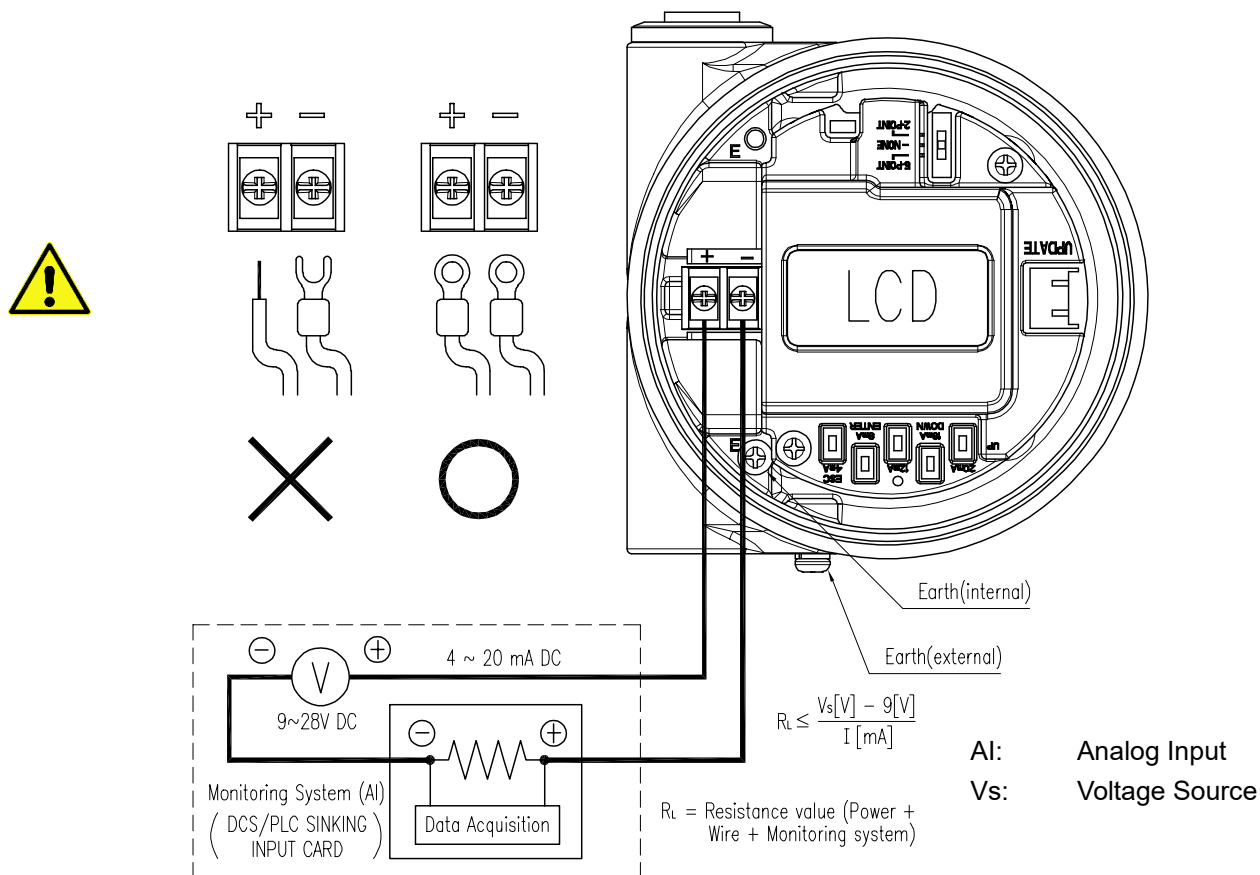 + −
+ −
E
2-POINT
- NONE
5-POINT
UPDATE
+ −
LCD
E
ESC
4mA
8mA
ENTER
12mA
16mA
DOWN
20mA
UP
Earth(internal)
Earth(external)
⊖ ⊕
V
4 ~ 20 mA DC
9~28V DC
⊖ ⊕
Monitoring System (AI)
( DCS/PLC SINKING
INPUT CARD )
Data Acquisition
RL ≤ Vs[V] − 9[V]
I [mA]
RL = Resistance value (Power +
Wire + Monitoring system)
AI: Analog Input
Vs: Voltage Source